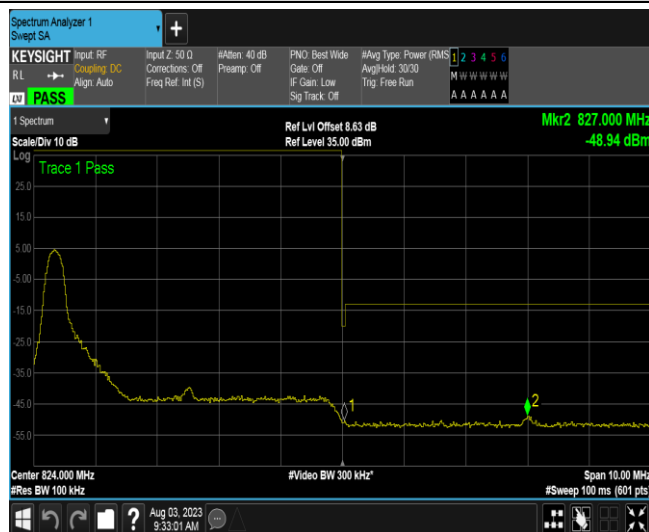 Spectrum Analyzer 1
Swept SA
KEYSIGHT
RL
LXI PASS
Input: RF
Coupling: DC
Align: Auto
Input Z: 50 Ω
Corrections: Off
Freq Ref: Int (S)
#Atten: 40 dB
Preamp: Off
PNO: Best Wide
Gate: Off
IF Gain: Low
Sig Track: Off
#Avg Type: Power (RMS
Avg|Hold: 30/30
Trig: Free Run
1 2 3 4 5 6
M W W W W W
A A A A A A
1 Spectrum
Scale/Div 10 dB
Ref Lvl Offset 8.63 dB
Ref Level 35.00 dBm
Mkr2 827.000 MHz
-48.94 dBm
Log
Trace 1 Pass
25.0
15.0
5.00
-5.00
-15.0
-25.0
-35.0
-45.0
-55.0
1
2
Center 824.000 MHz
#Res BW 100 kHz
#Video BW 300 kHz*
Span 10.00 MHz
#Sweep 100 ms (601 pts)
?
Aug 03, 2023
9:33:01 AM